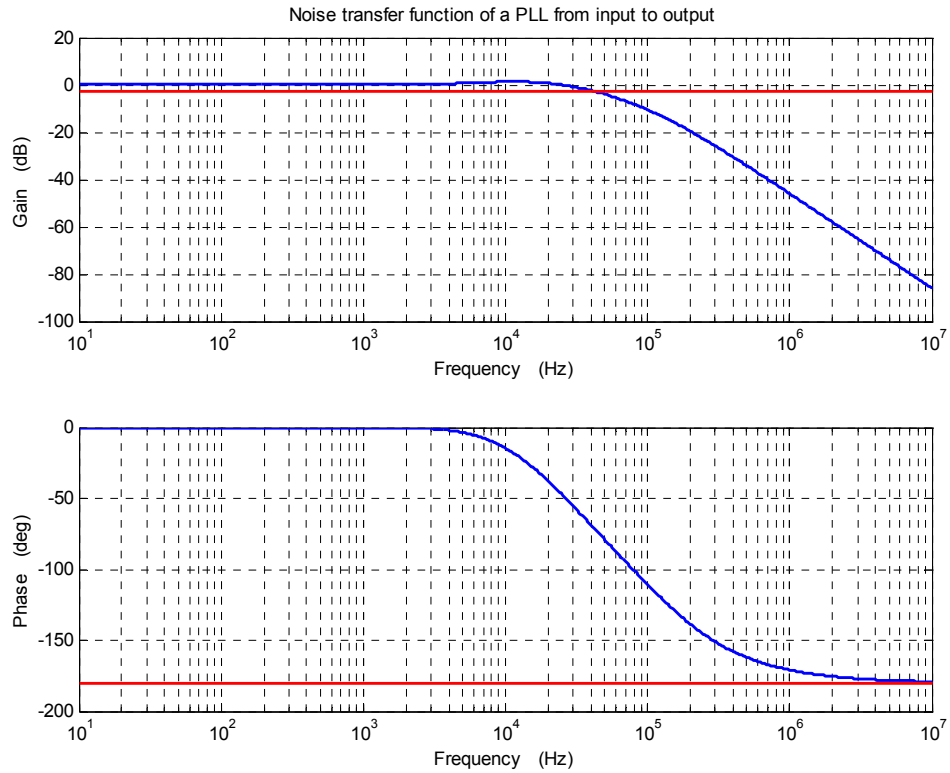 Noise transfer function of a PLL from input to output
20
0
-20
-40
-60
-80
-100
Gain (dB)
10^1 10^2 10^3 10^4 10^5 10^6 10^7
Frequency (Hz)
0
-50
-100
-150
-200
Phase (deg)
10^1 10^2 10^3 10^4 10^5 10^6 10^7
Frequency (Hz)